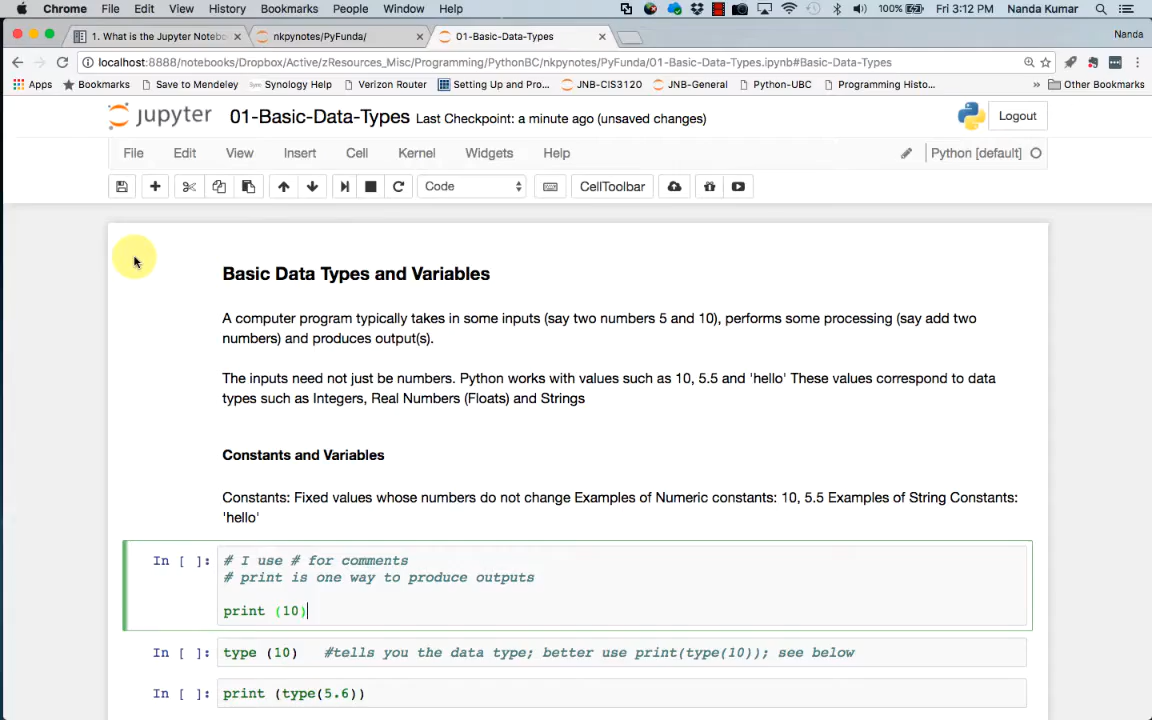 Chrome File Edit View History Bookmarks People Window Help 100% Fri 3:12 PM Nanda Kumar
1. What is the Jupyter Notebo nkpynotes/PyFunda/ 01-Basic-Data-Types Nanda
localhost:8888/notebooks/Dropbox/Active/zResources_Misc/Programming/PythonBC/nkpynotes/PyFunda/01-Basic-Data-Types.ipynb#Basic-Data-Types
Apps Bookmarks Save to Mendeley Synology Help Verizon Router Setting Up and Pro... JNB-CIS3120 JNB-General Python-UBC Programming Histo... » Other Bookmarks
jupyter 01-Basic-Data-Types Last Checkpoint: a minute ago (unsaved changes) Logout
File Edit View Insert Cell Kernel Widgets Help Python [default]
Code CellToolbar
Basic Data Types and Variables
A computer program typically takes in some inputs (say two numbers 5 and 10), performs some processing (say add two
numbers) and produces output(s).
The inputs need not just be numbers. Python works with values such as 10, 5.5 and 'hello' These values correspond to data
types such as Integers, Real Numbers (Floats) and Strings
Constants and Variables
Constants: Fixed values whose numbers do not change Examples of Numeric constants: 10, 5.5 Examples of String Constants:
'hello'
In [ ]: # I use # for comments
# print is one way to produce outputs
print (10)
In [ ]: type (10) #tells you the data type; better use print(type(10)); see below
In [ ]: print (type(5.6))